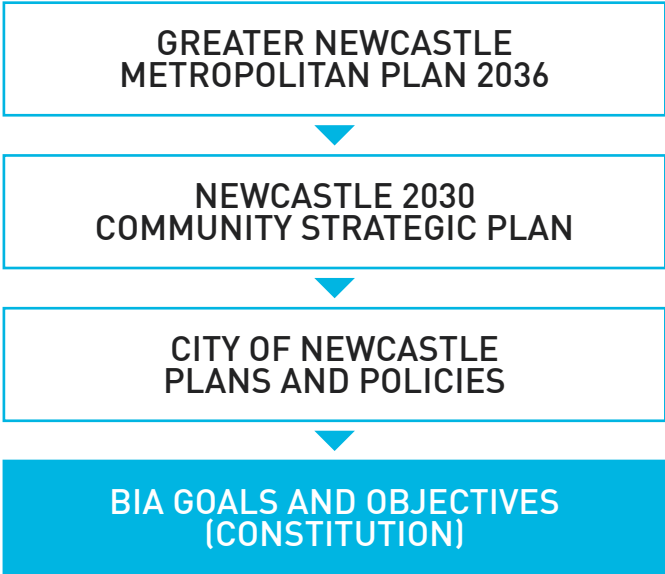 GREATER NEWCASTLE
METROPOLITAN PLAN 2036
NEWCASTLE 2030
COMMUNITY STRATEGIC PLAN
CITY OF NEWCASTLE
PLANS AND POLICIES
BIA GOALS AND OBJECTIVES
(CONSTITUTION)